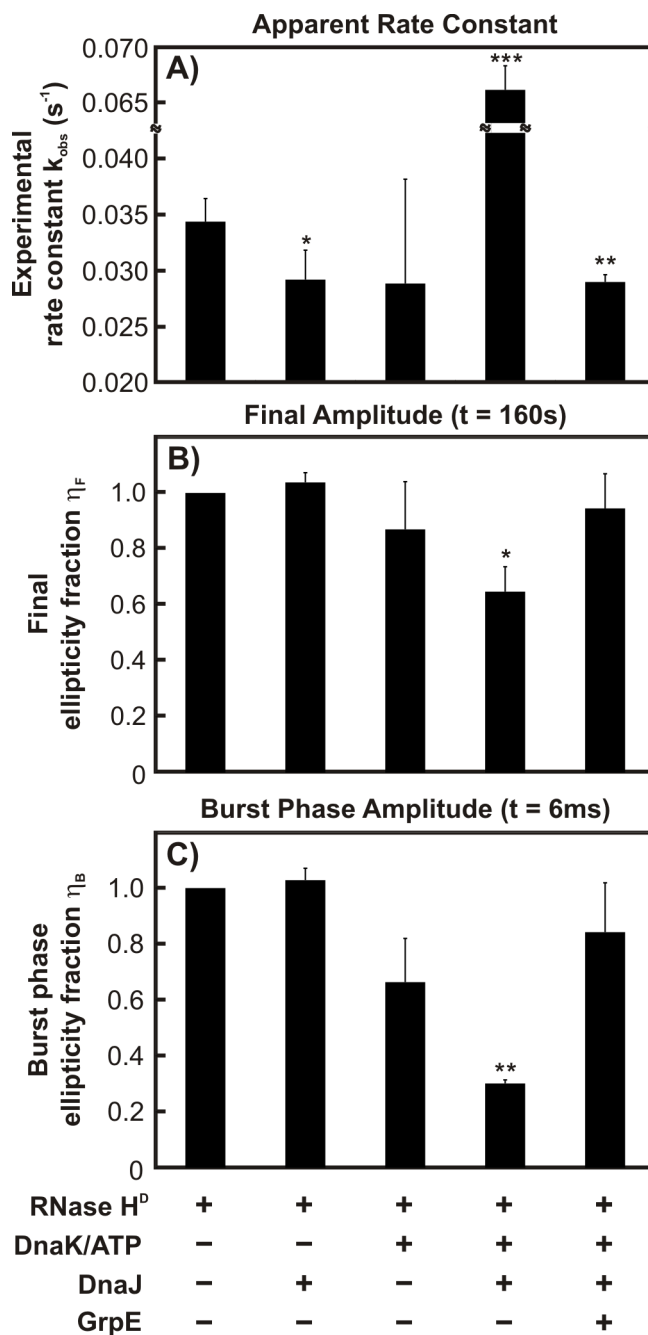 Apparent Rate Constant
A)
Experimental
rate constant kobs (s-1)
0.070
0.065
0.040
0.035
0.030
0.025
0.020
*
***
**
Final Amplitude (t = 160s)
B)
Final
ellipticity fraction ηF
1.0
0.8
0.6
0.4
0.2
0
*
Burst Phase Amplitude (t = 6ms)
C)
Burst phase
ellipticity fraction ηB
1.0
0.8
0.6
0.4
0.2
0
**
RNase HD + + + + +
DnaK/ATP – – + + +
DnaJ – + – + +
GrpE – – – – +